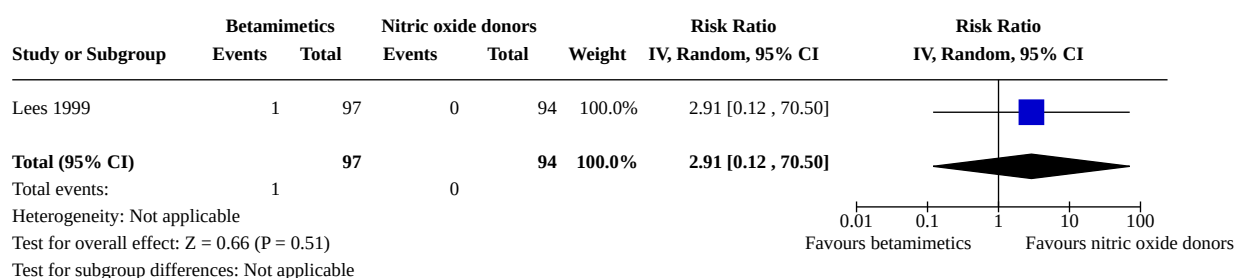 Betamimetics Nitric oxide donors Risk Ratio Risk Ratio
Study or Subgroup Events Total Events Total Weight IV, Random, 95% CI IV, Random, 95% CI
Lees 1999 1 97 0 94 100.0% 2.91 [0.12 , 70.50]
Total (95% CI) 97 94 100.0% 2.91 [0.12 , 70.50]
Total events: 1 0
Heterogeneity: Not applicable 0.01 0.1 1 10 100
Test for overall effect: Z = 0.66 (P = 0.51) Favours betamimetics Favours nitric oxide donors
Test for subgroup differences: Not applicable